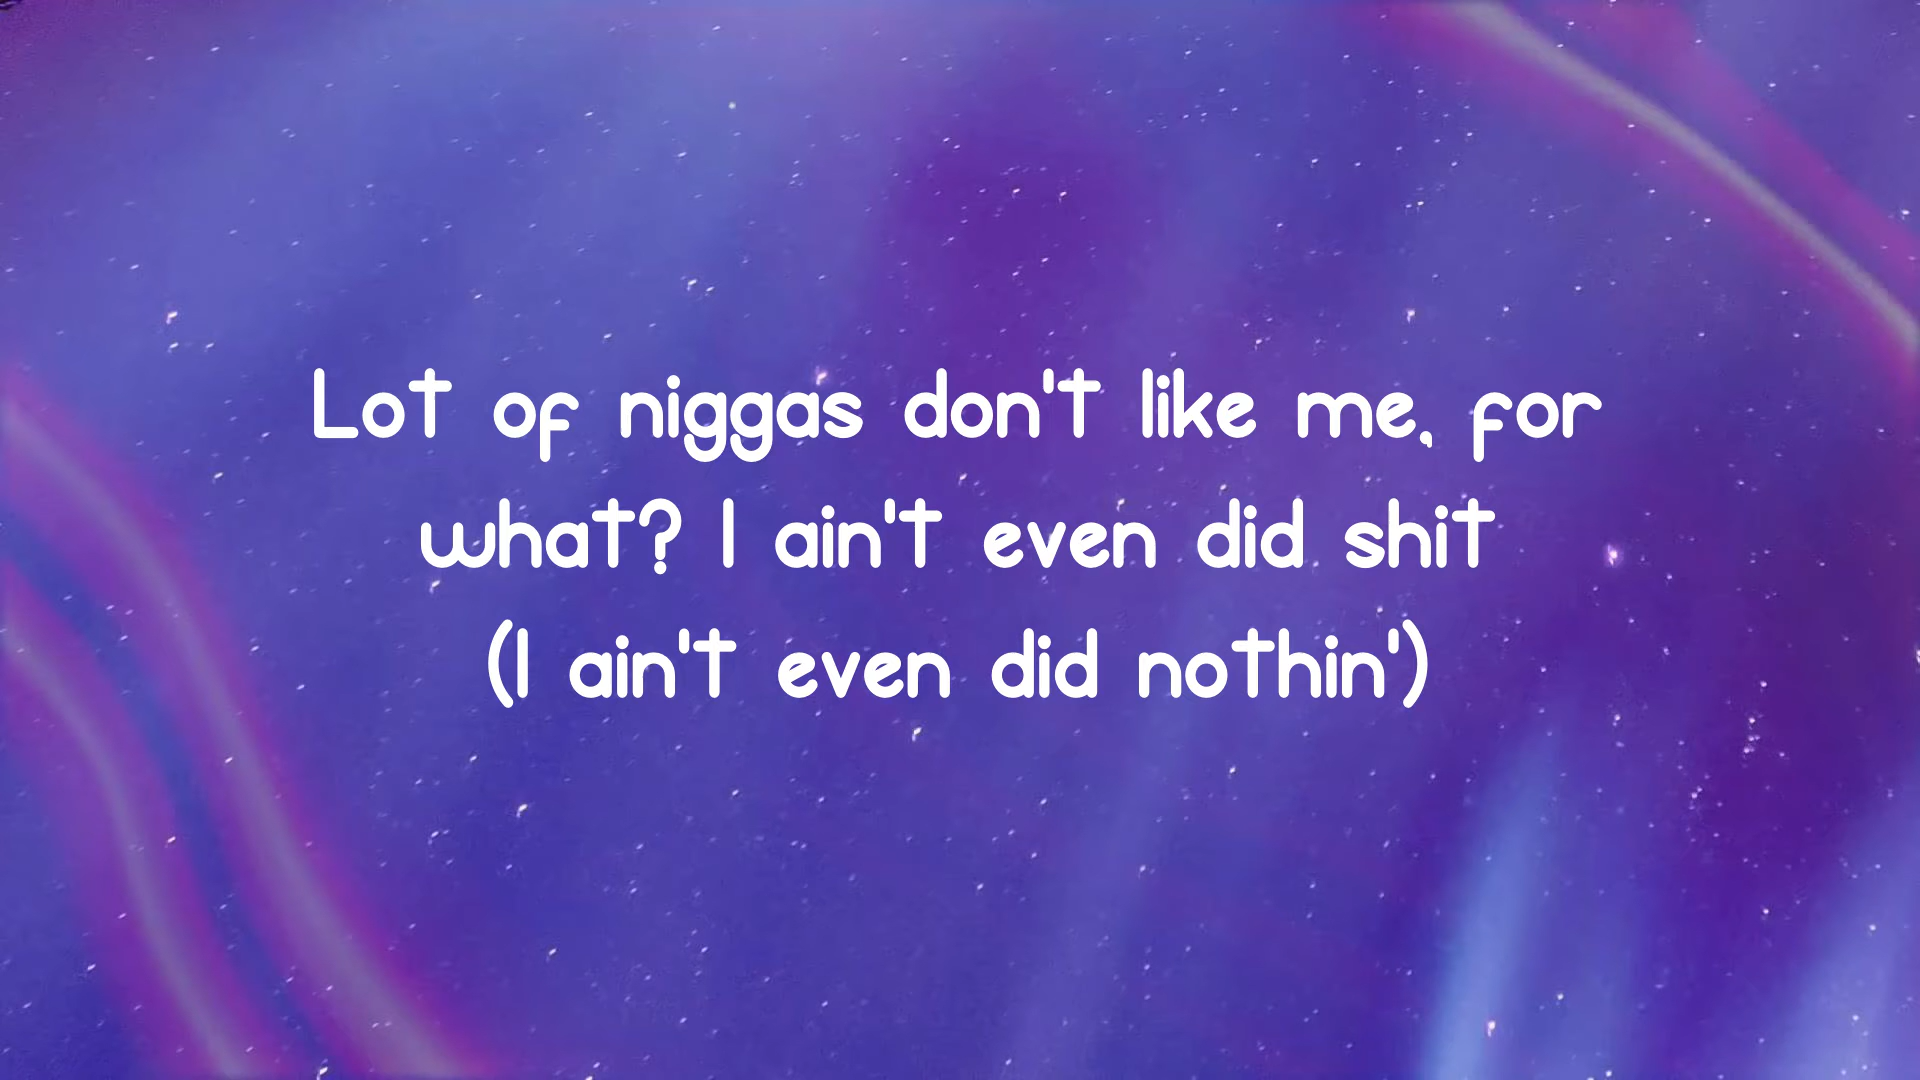 Lot of niggas don't like me, for
what? I ain't even did shit
(I ain't even did nothin')